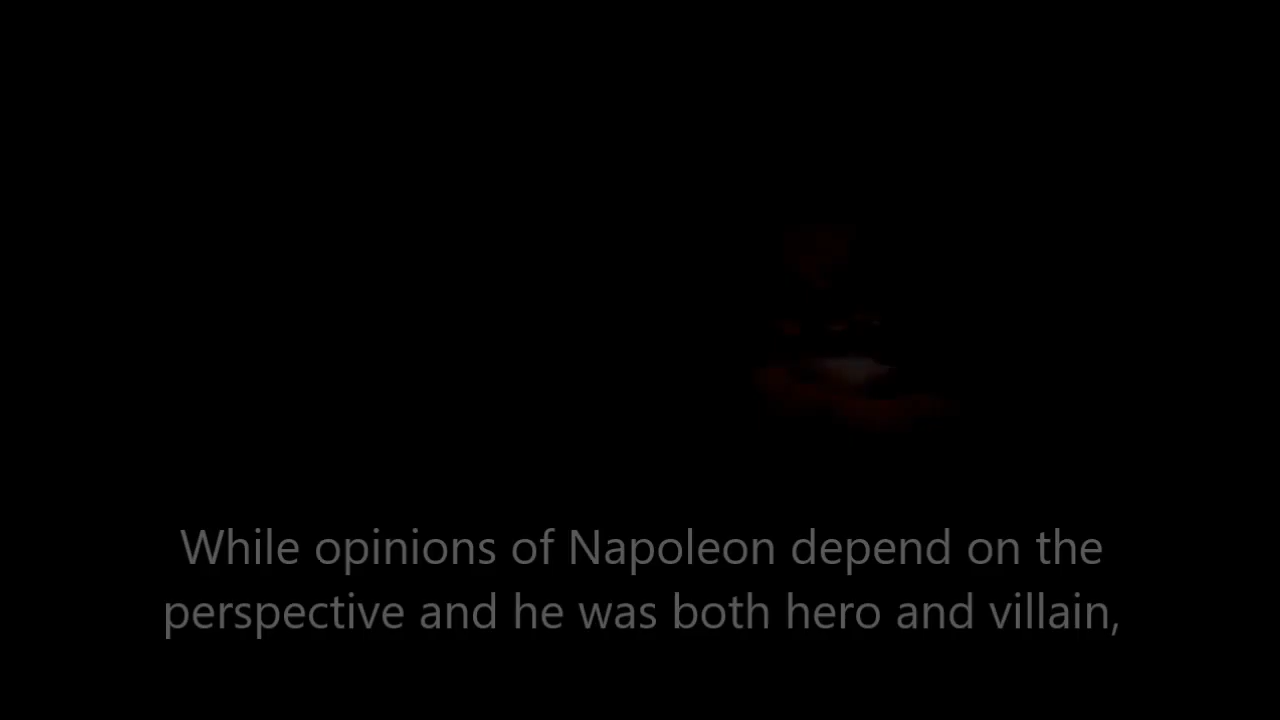 While opinions of Napoleon depend on the
perspective and he was both hero and villain,